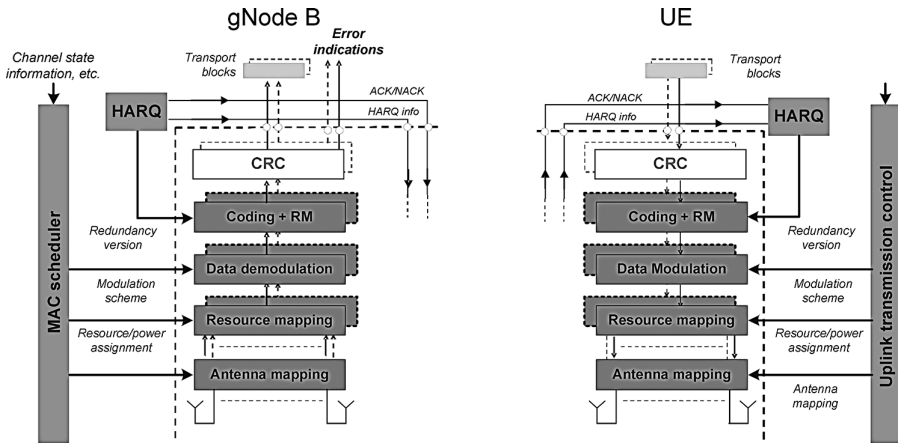 gNode B
UE
Channel state
information, etc.
Transport
blocks
Error
indications
HARQ
ACK/NACK
HARQ info
CRC
Coding + RM
Redundancy
version
Data demodulation
Modulation
scheme
Resource mapping
Resource/power
assignment
Antenna mapping
MAC scheduler
Transport
blocks
ACK/NACK
HARQ info
HARQ
CRC
Coding + RM
Redundancy
version
Data Modulation
Modulation
scheme
Resource mapping
Resource/power
assignment
Antenna mapping
Antenna
mapping
Uplink transmission control